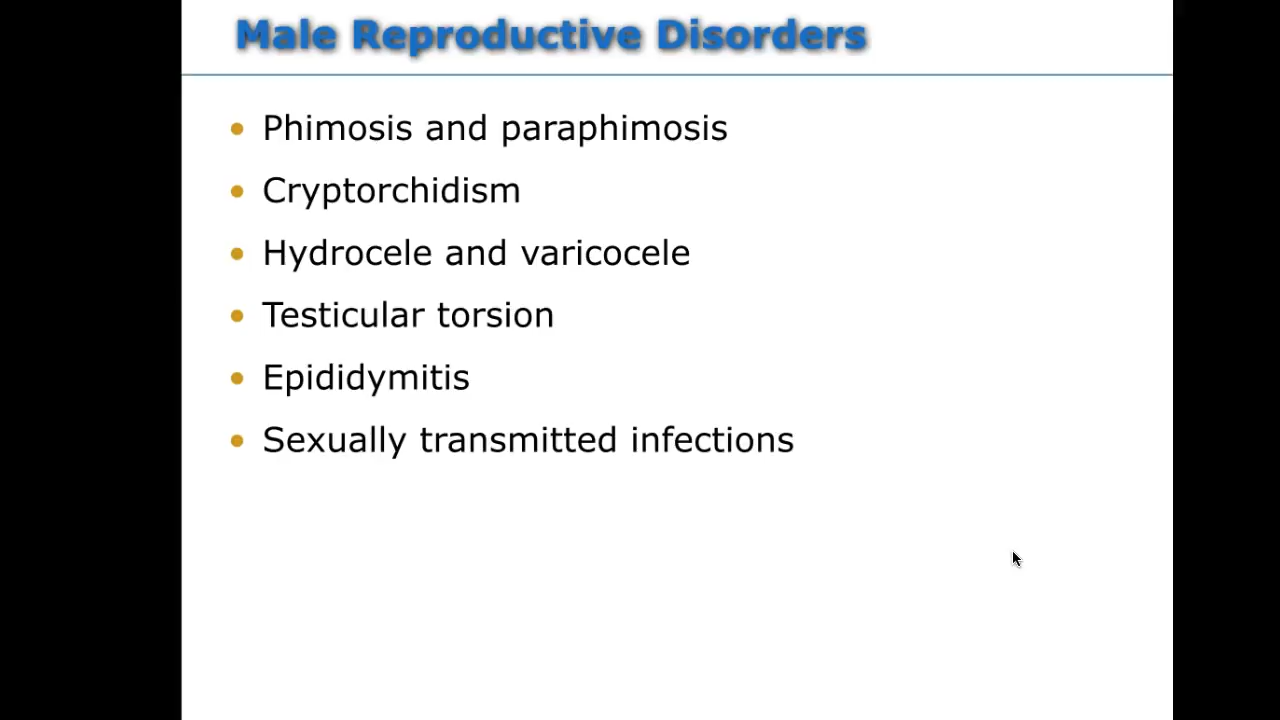 Male Reproductive Disorders
• Phimosis and paraphimosis
• Cryptorchidism
• Hydrocele and varicocele
• Testicular torsion
• Epididymitis
• Sexually transmitted infections